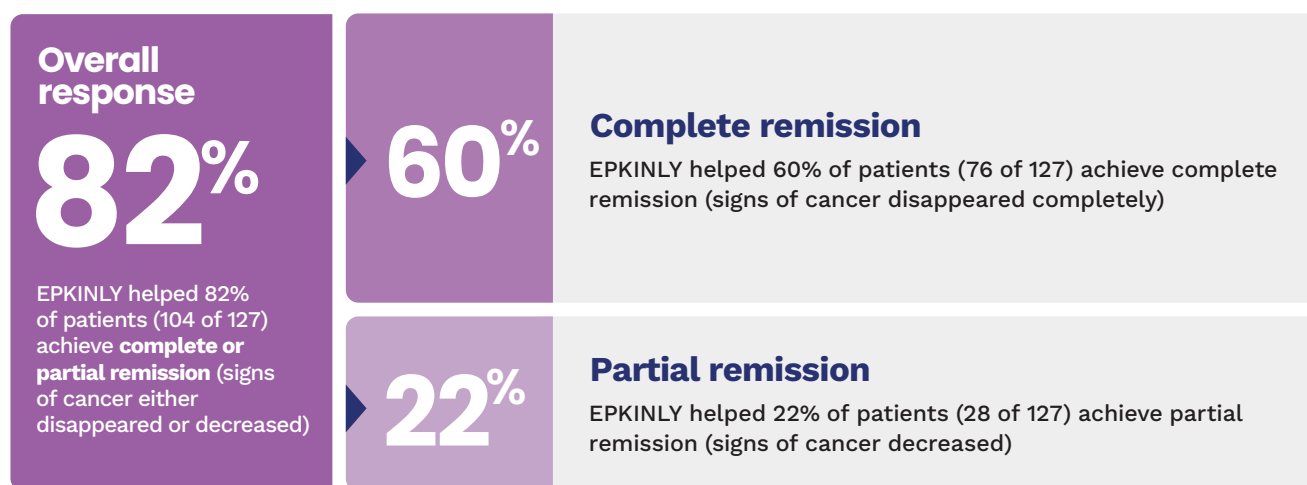 Overall
response
82%
EPKINLY helped 82%
of patients (104 of 127)
achieve complete or
partial remission (signs
of cancer either
disappeared or decreased)
60%
Complete remission
EPKINLY helped 60% of patients (76 of 127) achieve complete
remission (signs of cancer disappeared completely)
22%
Partial remission
EPKINLY helped 22% of patients (28 of 127) achieve partial
remission (signs of cancer decreased)